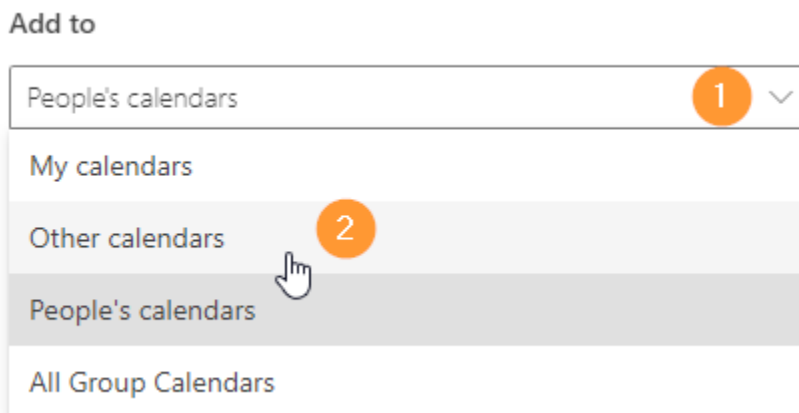 Add to
People's calendars 1
My calendars
Other calendars 2
People's calendars
All Group Calendars